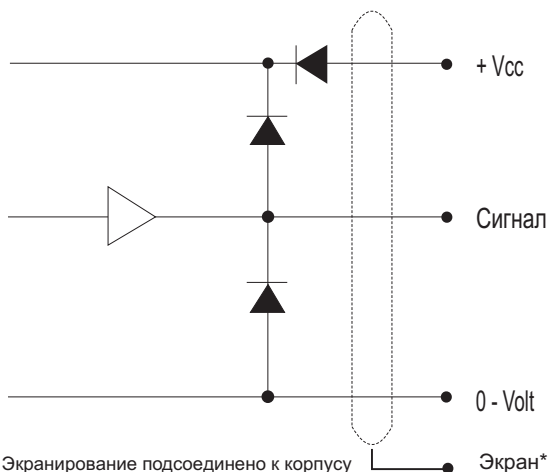 + Vcc
Сигнал
0 - Volt
Экранирование подсоединено к корпусу
Экран*